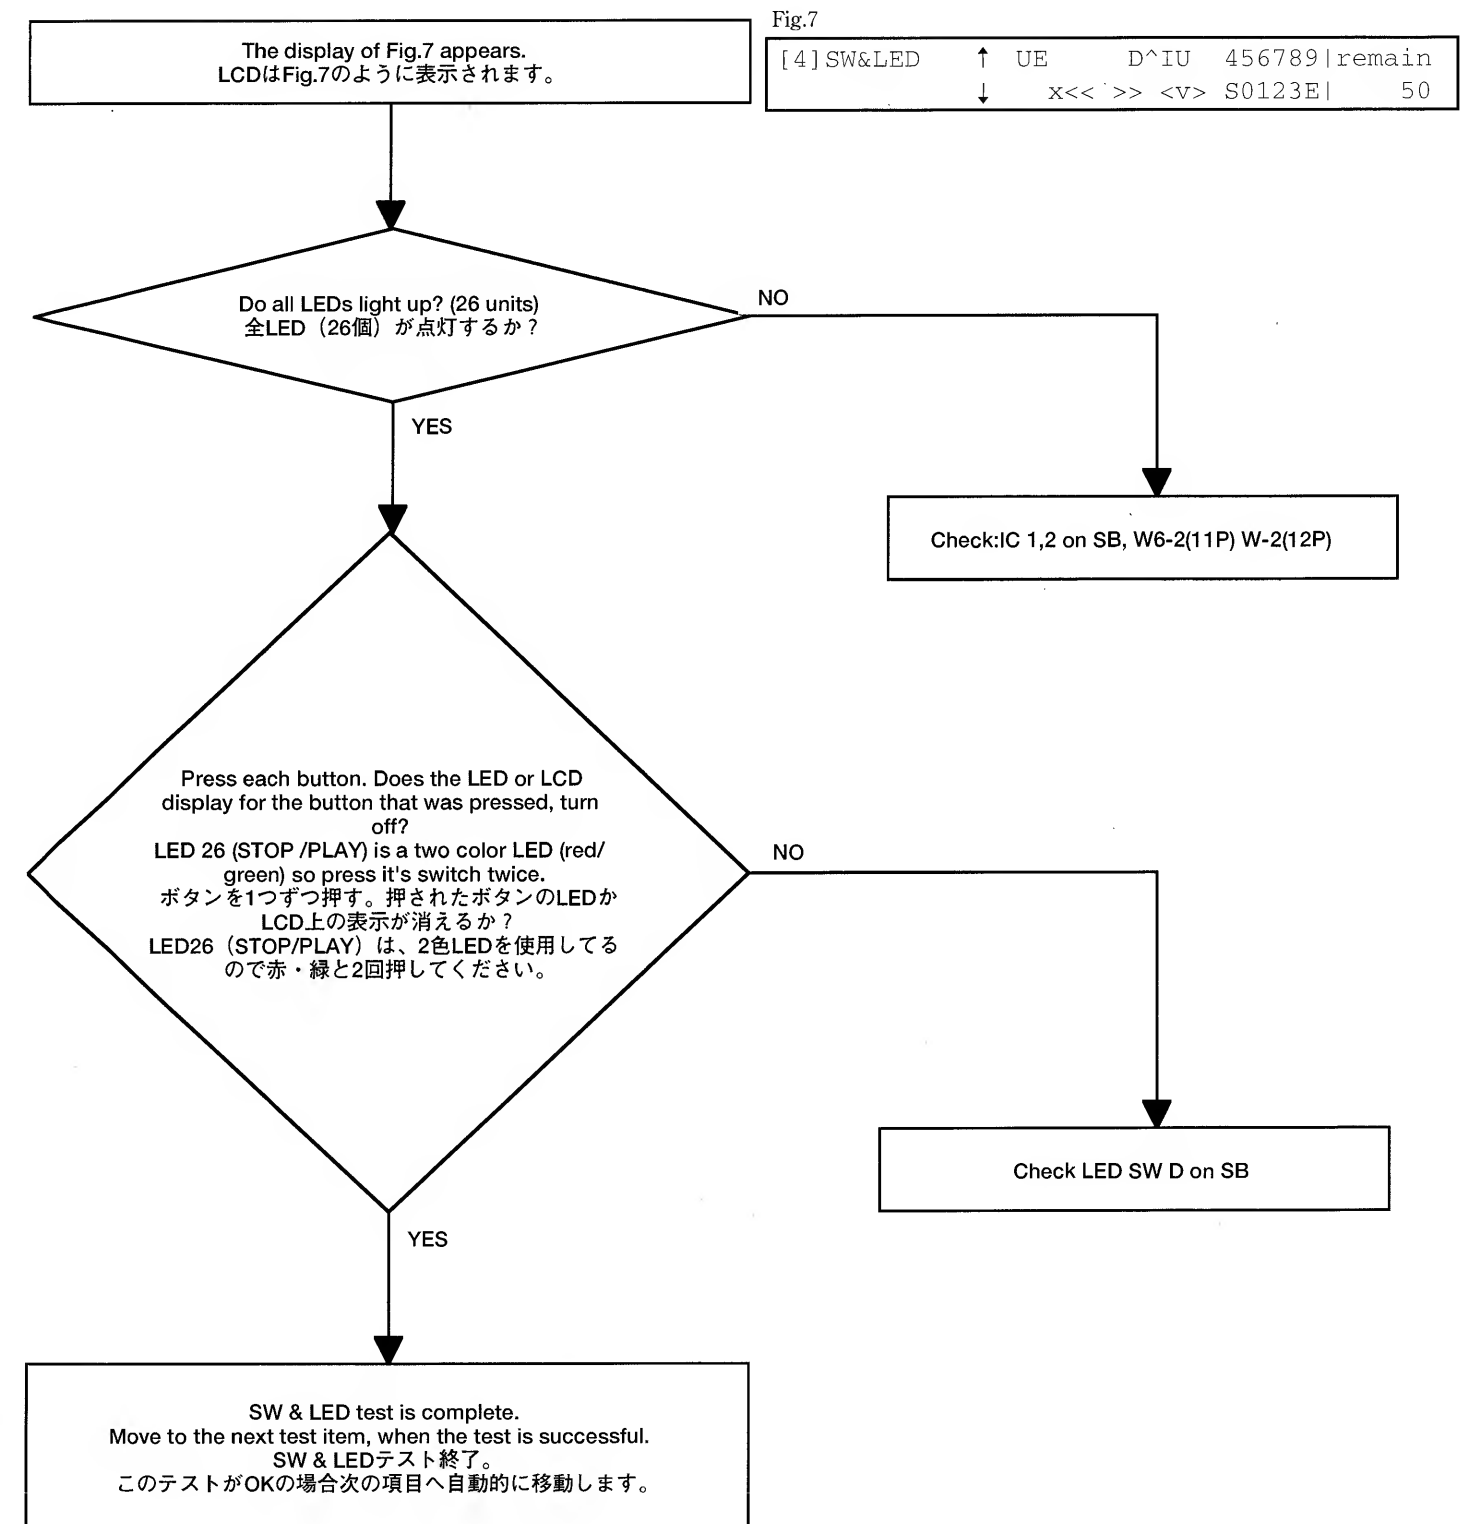 The display of Fig.7 appears.
LCDはFig.7のように表示されます。
Fig.7
[4]SW&LED ↑ UE D^IU 456789|remain
↓ x<< >> <v> S0123E| 50
Do all LEDs light up? (26 units)
全LED（26個）が点灯するか？
NO
YES
Check:IC 1,2 on SB, W6-2(11P) W-2(12P)
Press each button. Does the LED or LCD
display for the button that was pressed, turn
off?
LED 26 (STOP /PLAY) is a two color LED (red/
green) so press it's switch twice.
ボタンを1つずつ押す。押されたボタンのLEDか
LCD上の表示が消えるか？
LED26（STOP/PLAY）は、2色LEDを使用してる
ので赤・緑と2回押してください。
NO
Check LED SW D on SB
YES
SW & LED test is complete.
Move to the next test item, when the test is successful.
SW & LEDテスト終了。
このテストがOKの場合次の項目へ自動的に移動します。